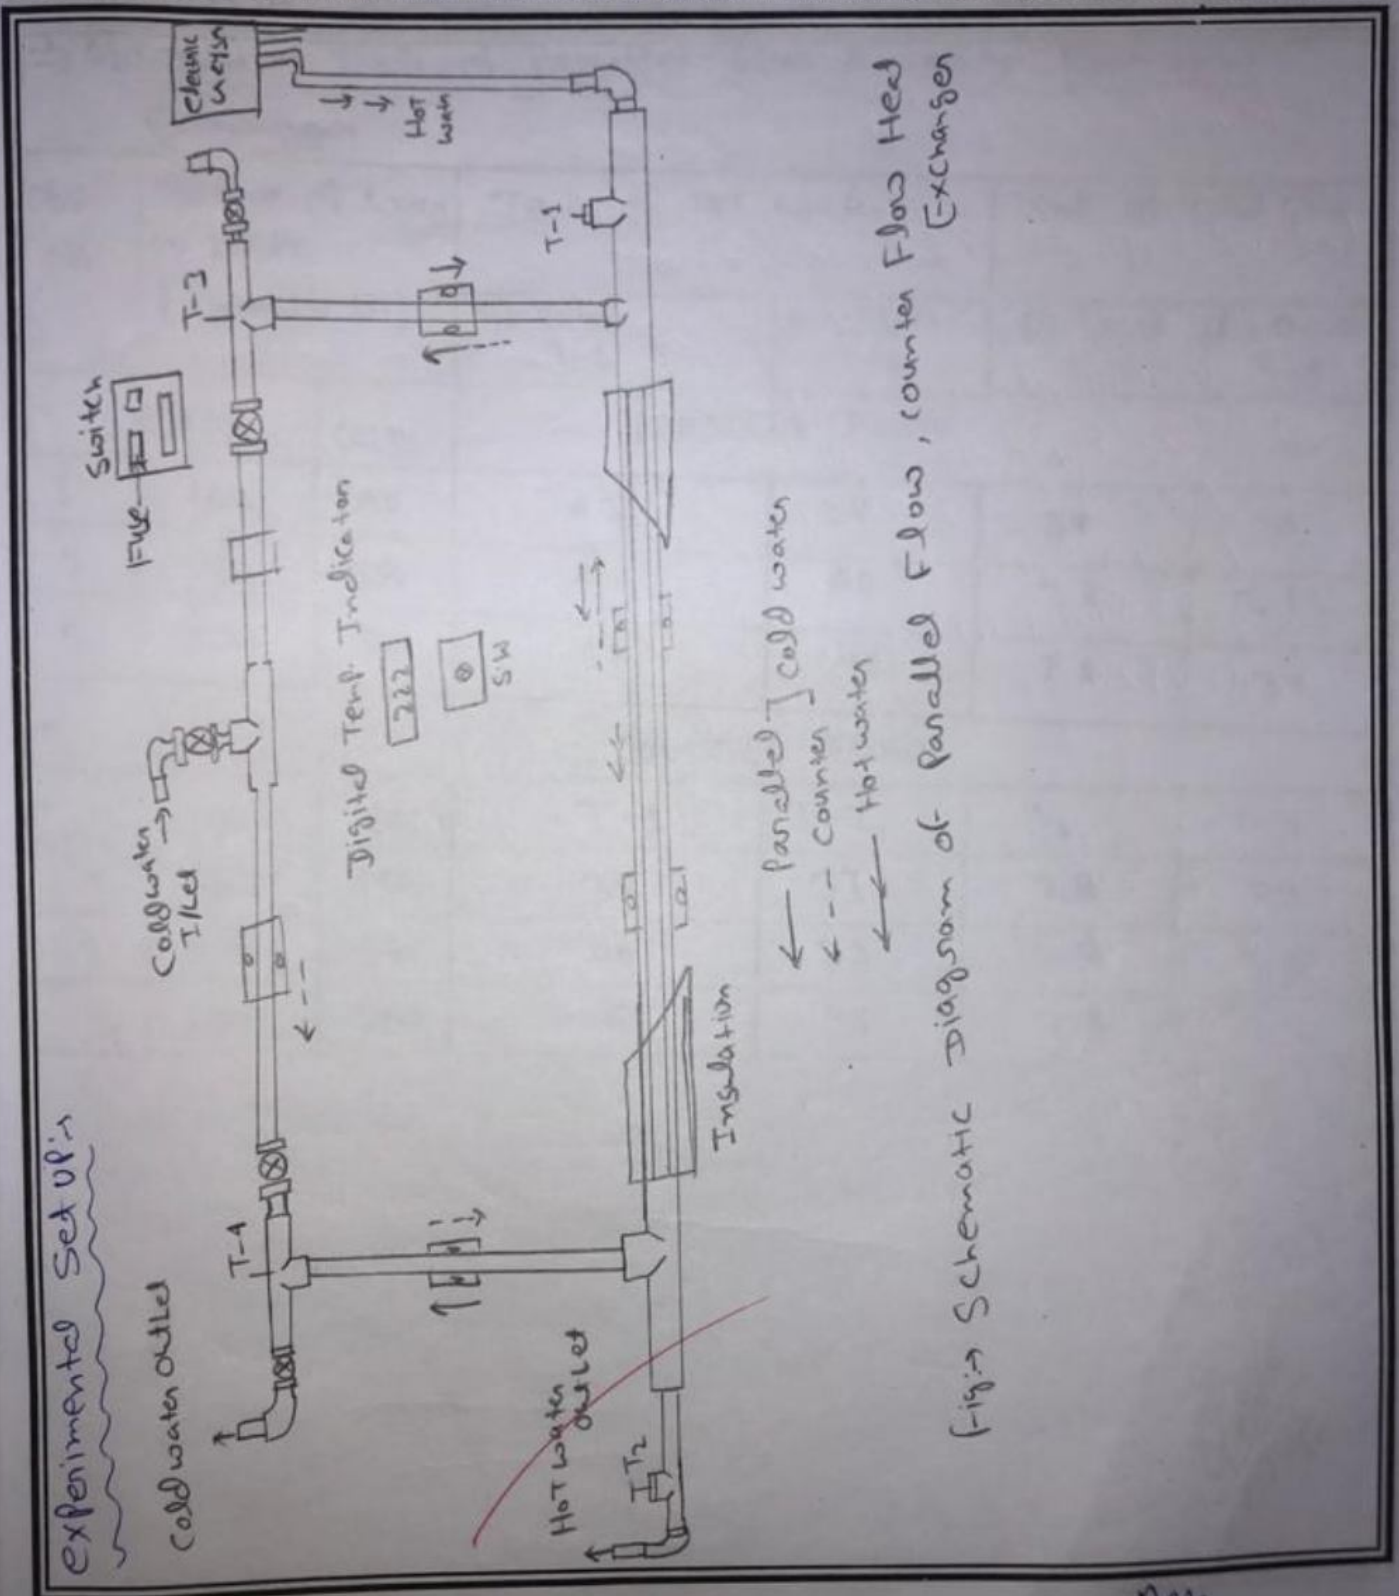 Experimental Set UP:→
Cold water Outlet
T-4
Cold water →
I/Let
Fuse
Switch
T-3
Electric
Geyser
Hot
Water
Digital Temp. Indicator
222
S.W
Hot water
Outlet
T-1
T2
Insulation
Parallel ] Cold water
Counter
Hot water
Fig:→ Schematic Diagram of Parallel Flow, counter Flow Heat
Exchanger